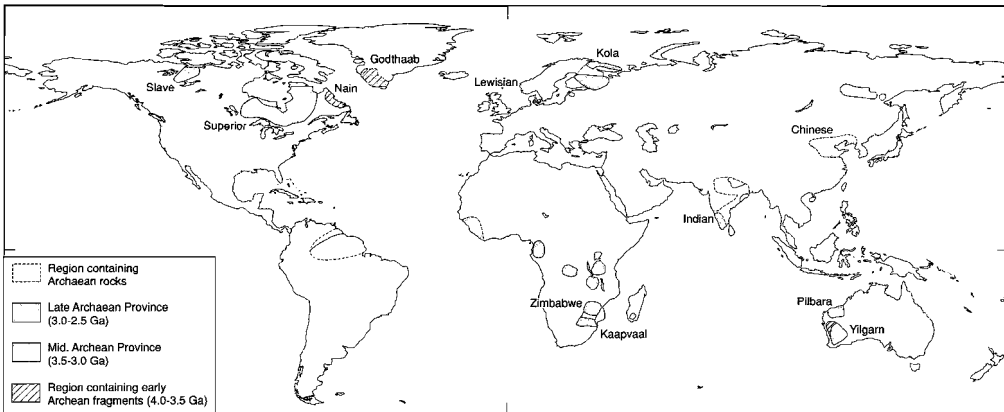 Kola
Godthaab
Slave
Nain
Lewisian
Superior
Chinese
Indian
Region containing
Archaean rocks
Late Archaean Province
(3.0-2.5 Ga)
Mid. Archean Province
(3.5-3.0 Ga)
Region containing early
Archean fragments (4.0-3.5 Ga)
Zimbabwe
Kaapvaal
Pilbara
Yilgarn